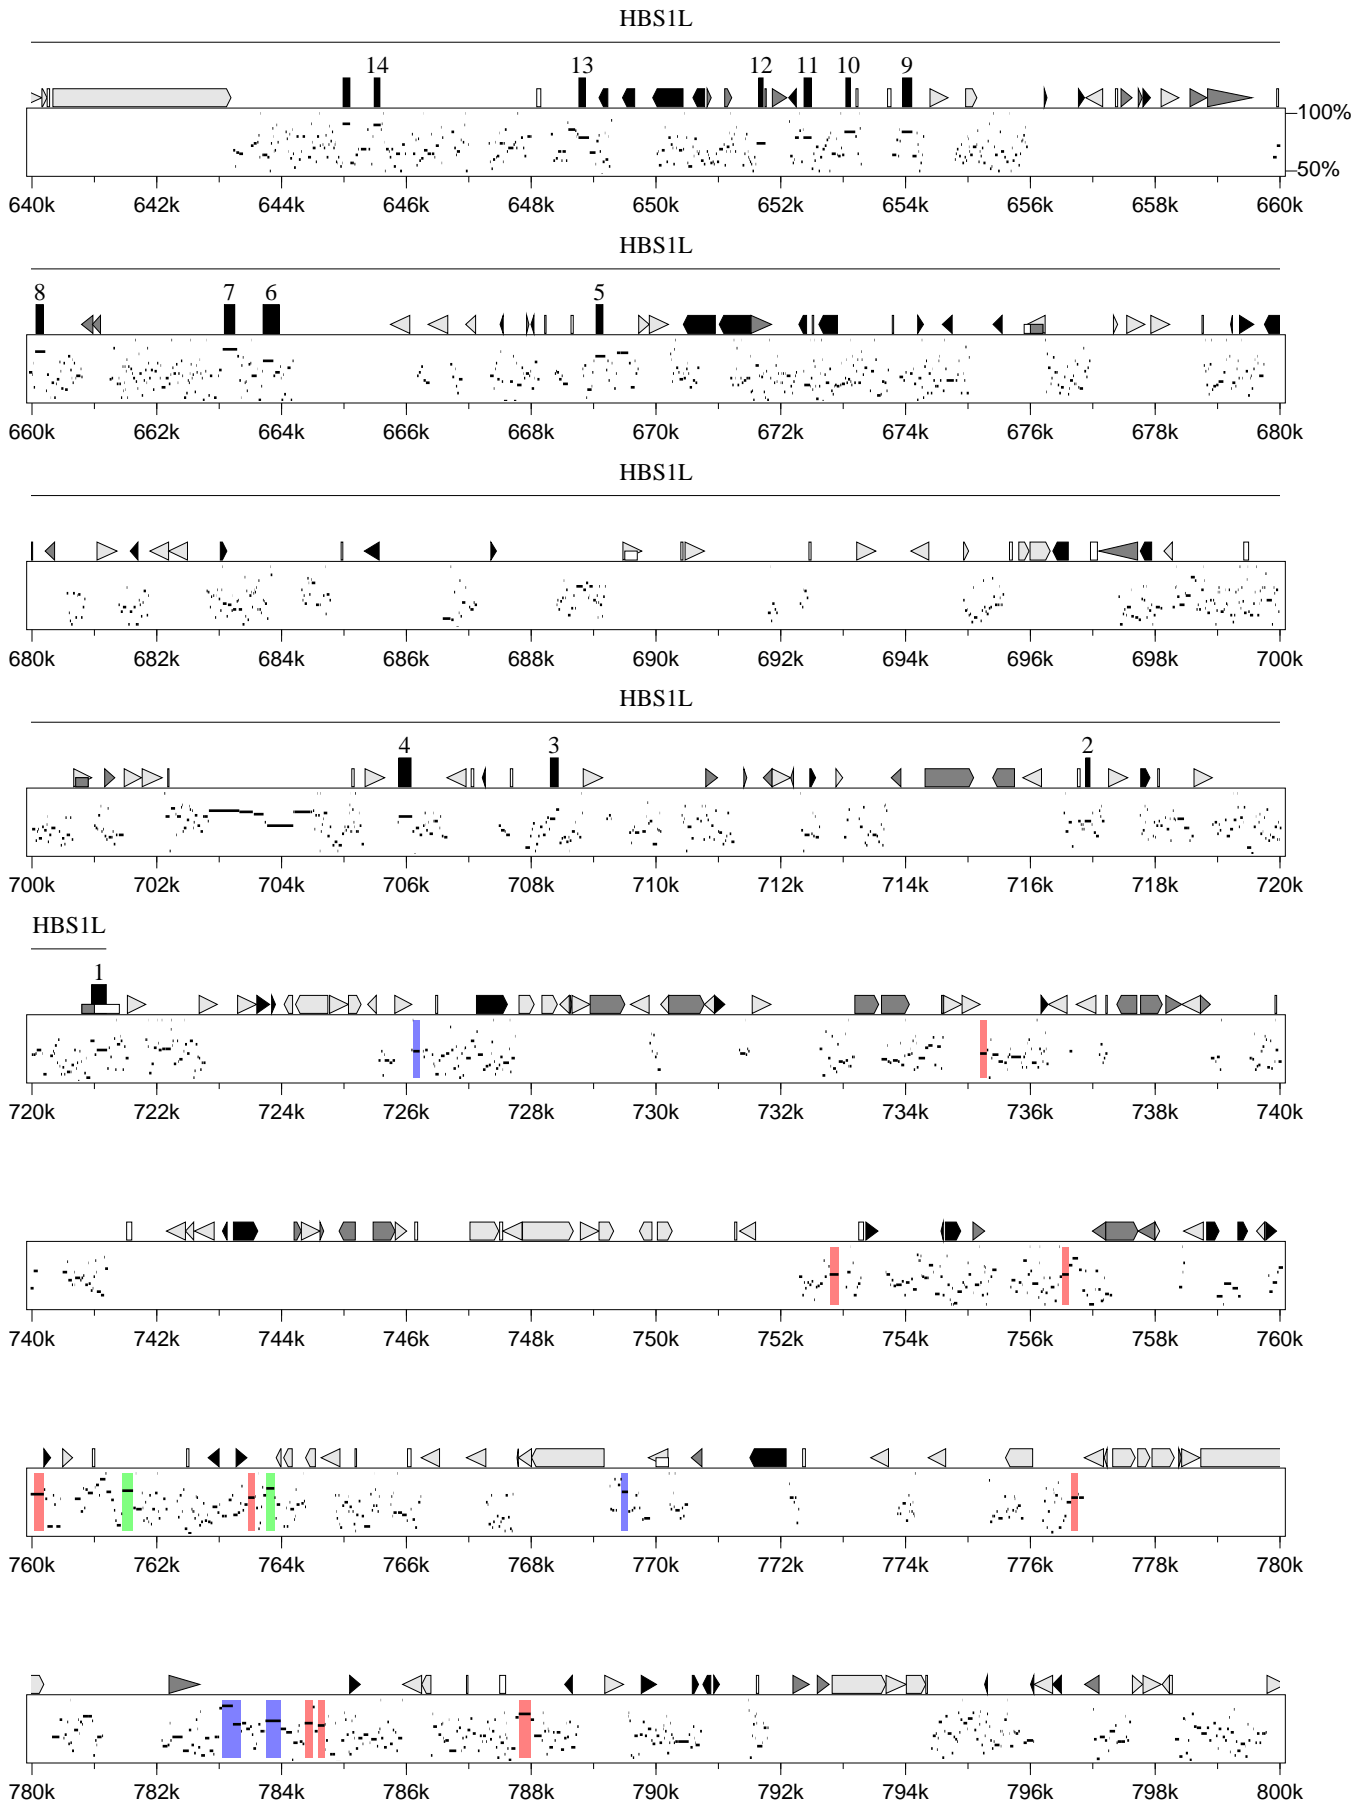 HBS1L
14 13 12 11 10 9
100%
50%
640k 642k 644k 646k 648k 650k 652k 654k 656k 658k 660k
HBS1L
8 7 6 5
660k 662k 664k 666k 668k 670k 672k 674k 676k 678k 680k
HBS1L
680k 682k 684k 686k 688k 690k 692k 694k 696k 698k 700k
HBS1L
4 3 2
700k 702k 704k 706k 708k 710k 712k 714k 716k 718k 720k
HBS1L
1
720k 722k 724k 726k 728k 730k 732k 734k 736k 738k 740k
740k 742k 744k 746k 748k 750k 752k 754k 756k 758k 760k
760k 762k 764k 766k 768k 770k 772k 774k 776k 778k 780k
780k 782k 784k 786k 788k 790k 792k 794k 796k 798k 800k